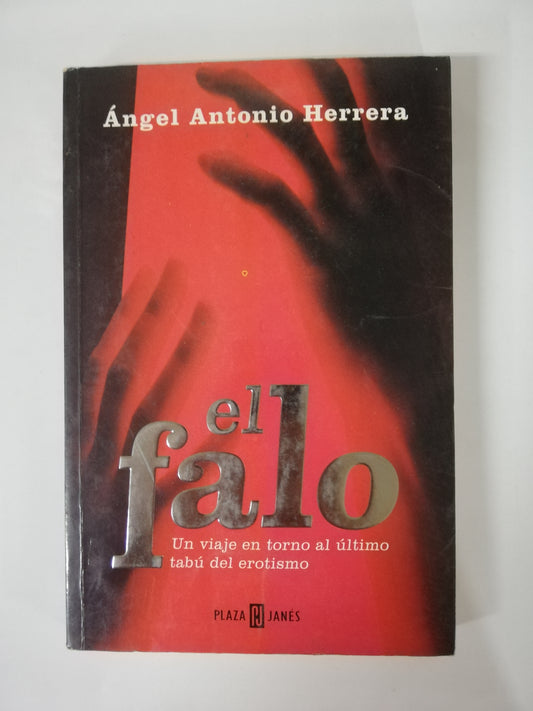 Ángel Antonio Herrera
el
falo
Un viaje en torno al último
tabú del erotismo
PLAZA JANÉS